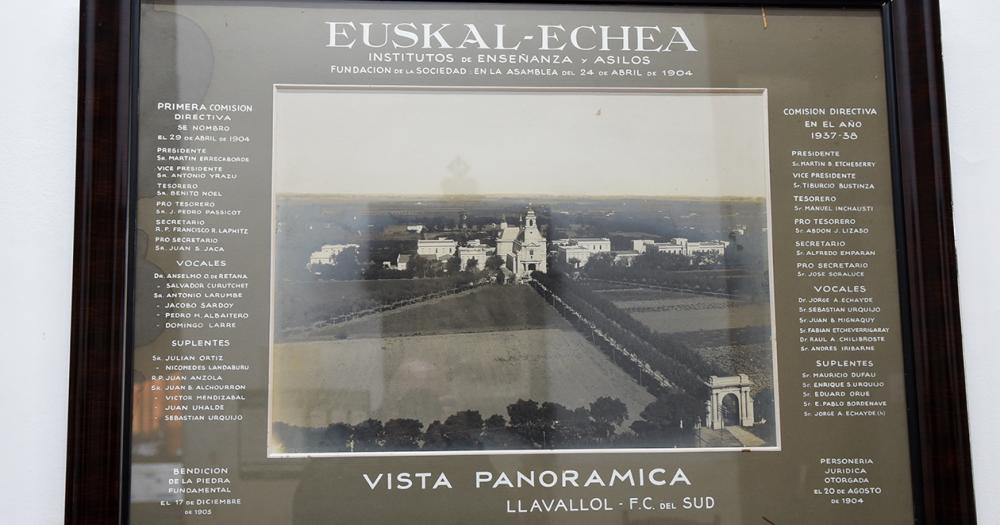 EUSKAL-ECHEA
INSTITUTOS DE ENSEÑANZA Y ASILOS
FUNDACION DE LA SOCIEDAD: EN LA ASAMBLEA DEL 24 DE ABRIL DE 1904
PRIMERA COMISION
DIRECTIVA
SE NOMBRO
EL 29 DE ABRIL DE 1904
PRESIDENTE
SR. MARTIN ERRECABORDE
VICE PRESIDENTE
SR. ANTONIO YRAZU
TESORERO
SR. BENITO NOEL
PRO TESORERO
SR. J. PEDRO PASSICOT
SECRETARIO
R. P. FRANCISCO R. LAPHITZ
PRO SECRETARIO
SR. JUAN S. JACA
VOCALES
DR. ANSELMO O. DE RETANA
- SALVADOR CURUTCHET
SR. ANTONIO LARUMBE
- JACOBO SARDOY
- PEDRO M. ALBAITERO
- DOMINGO LARRE
SUPLENTES
SR. JULIAN ORTIZ
- NICOMEDES LANDABURU
R.P. JUAN ANZOLA
SR. JUAN B. ALCHOURRON
- VICTOR MENDIZABAL
- JUAN UHALDE
- SEBASTIAN URQUIJO
BENDICION
DE LA PIEDRA
FUNDAMENTAL
EL 17 DE DICIEMBRE
DE 1905
COMISION DIRECTIVA
EN EL AÑO
1937-38
PRESIDENTE
Sr. MARTIN B. ETCHEBERRY
VICE PRESIDENTE
Sr. TIBURCIO BUSTINZA
TESORERO
Sr. MANUEL INCHAUSTI
PRO TESORERO
Sr. ABDON J. LIZASO
SECRETARIO
Sr. ALFREDO EMPARAN
PRO SECRETARIO
Sr. JOSE SORALUCE
VOCALES
Dr. JORGE A. ECHAYDE
Sr. SEBASTIAN URQUIJO
Sr. JUAN B. MIGNAQUY
Sr. FABIAN ETCHEVERRIGARAY
Dr. RAUL A. CHILIBROSTE
Sr. ANDRES IRIBARNE
SUPLENTES
Sr. MAURICIO DUFAU
Sr. ENRIQUE S. URQUIJO
Sr. EDUARDO ORUE
Sr. E. PABLO BORDENAVE
Sr. JORGE A. ECHAYDE (h)
PERSONERIA
JURIDICA
OTORGADA
EL 20 DE AGOSTO
DE 1904
VISTA PANORAMICA
LLAVALLOL - F.C. DEL SUD